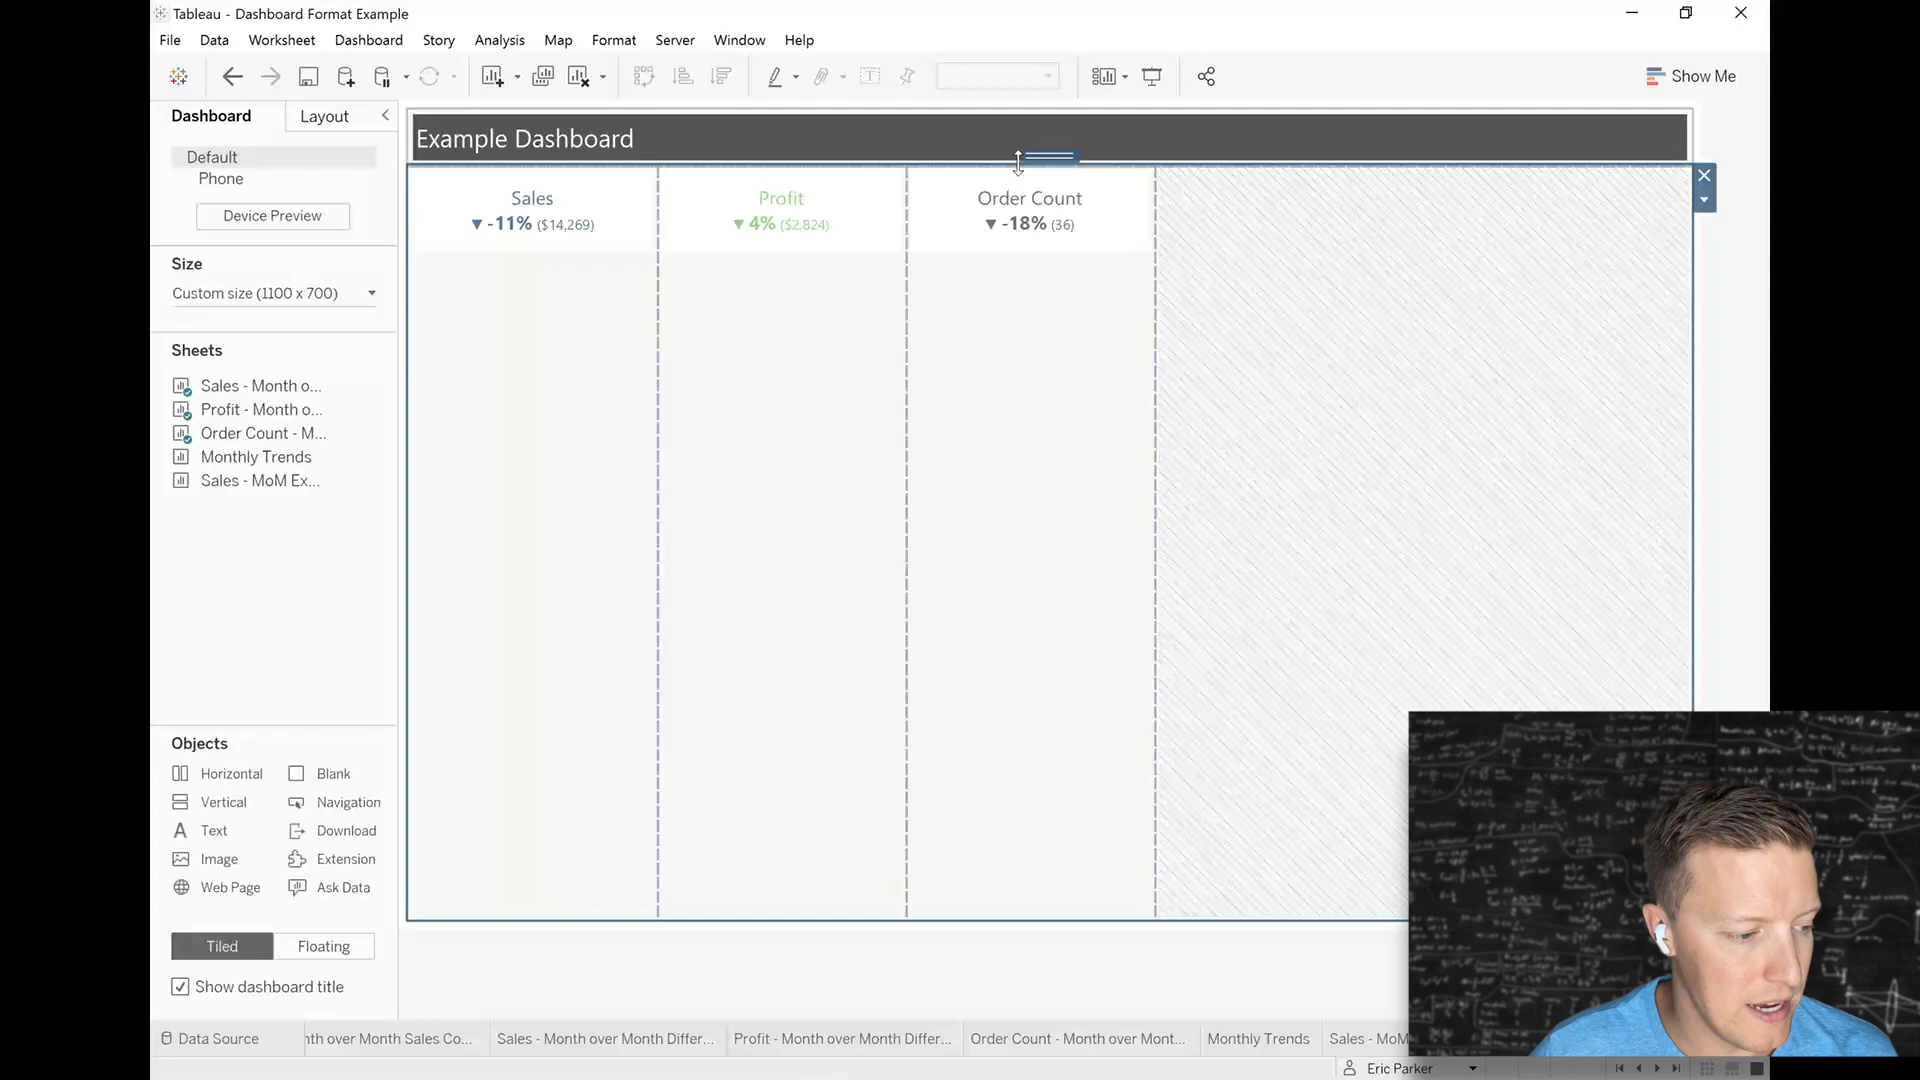 Tableau - Dashboard Format Example
File Data Worksheet Dashboard Story Analysis Map Format Server Window Help
Show Me
Dashboard
Layout
Default
Phone
Device Preview
Size
Custom size (1100 x 700)
Sheets
Sales - Month o...
Profit - Month o...
Order Count - M...
Monthly Trends
Sales - MoM Ex...
Objects
Horizontal
Blank
Vertical
Navigation
Text
Download
Image
Extension
Web Page
Ask Data
Tiled
Floating
Show dashboard title
Example Dashboard
Sales
▼ -11% ($14,269)
Profit
▼ 4% ($2,824)
Order Count
▼ -18% (36)
Data Source
nth over Month Sales Co...
Sales - Month over Month Differ...
Profit - Month over Month Differ...
Order Count - Month over Mont...
Monthly Trends
Sales - MoM
Eric Parker